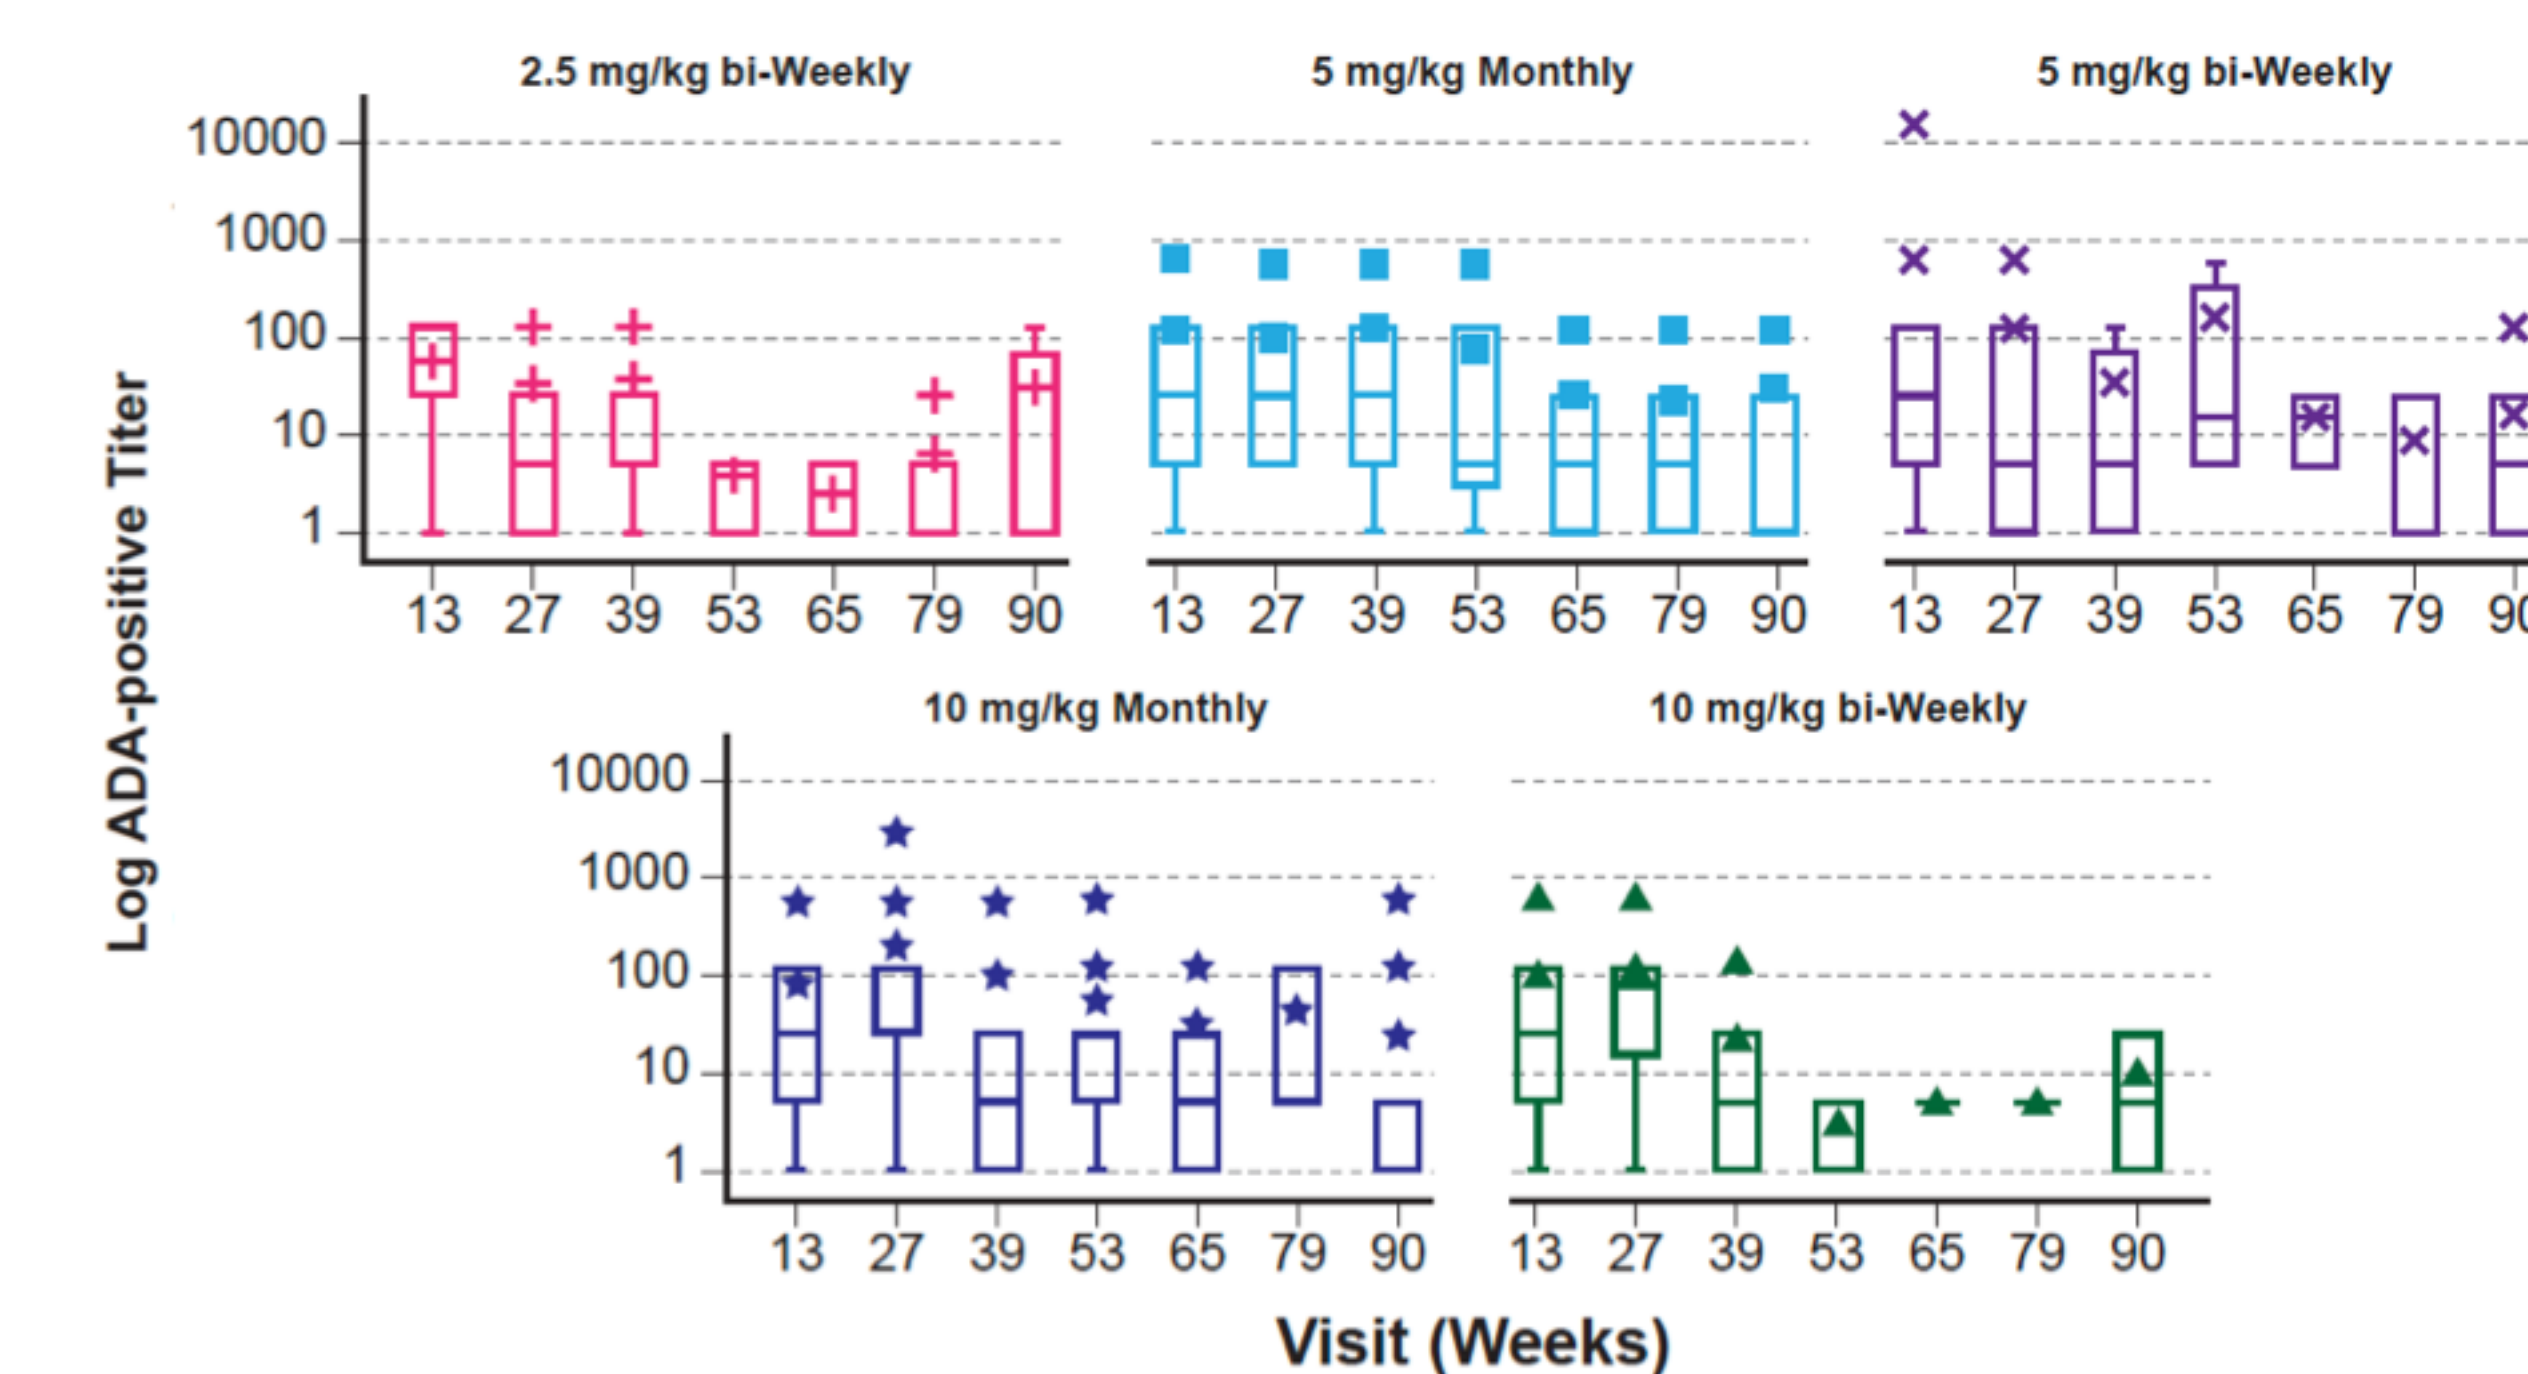 2.5 mg/kg bi-Weekly
5 mg/kg Monthly
5 mg/kg bi-Weekly
10000
1000
100
10
1
13 27 39 53 65 79 90
13 27 39 53 65 79 90
13 27 39 53 65 79 90
Log ADA-positive Titer
10 mg/kg Monthly
10 mg/kg bi-Weekly
10000
1000
100
10
1
13 27 39 53 65 79 90
13 27 39 53 65 79 90
Visit (Weeks)